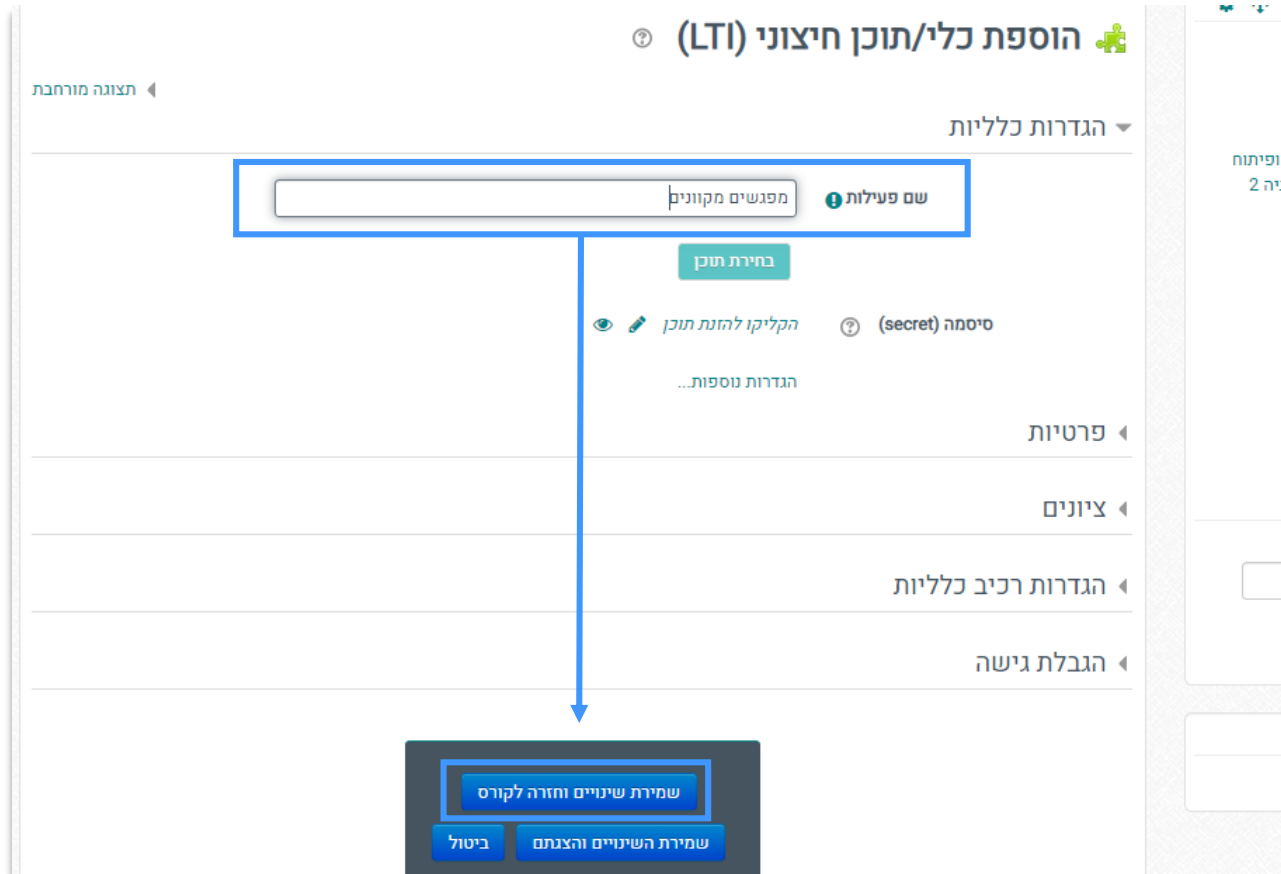 הוספת כלי/תוכן חיצוני (LTI)
תצוגה מורחבת
הגדרות כלליות
שם פעילות
מפגשים מקוונים
בחירת תוכן
סיסמה (secret)
הקליקו להזנת תוכן
הגדרות נוספות...
פרטיות
ציונים
הגדרות רכיב כלליות
הגבלת גישה
שמירת שינויים וחזרה לקורס
שמירת השינויים והצגתם
ביטול
ופיתוח
2